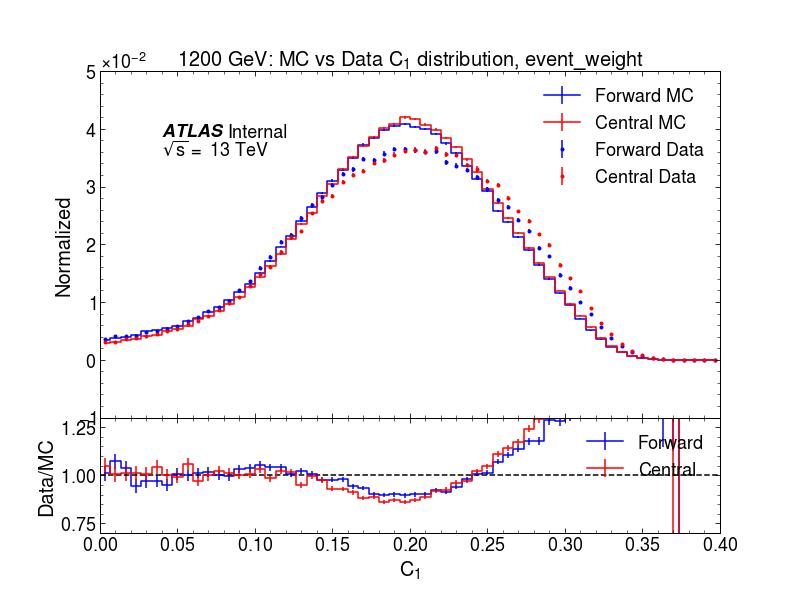 ×10⁻²
1200 GeV: MC vs Data C₁ distribution, event_weight
5
4
3
2
1
0
−1
Normalized
ATLAS Internal
√s = 13 TeV
Forward MC
Central MC
Forward Data
Central Data
1.25
1.00
0.75
Data/MC
Forward
Central
0.00 0.05 0.10 0.15 0.20 0.25 0.30 0.35 0.40
C₁